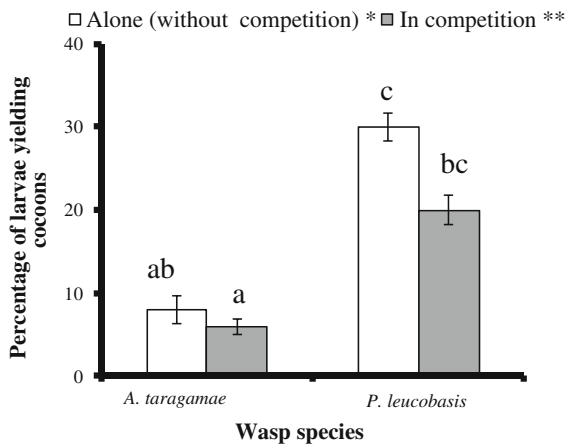 Alone (without competition) * In competition **
Percentage of larvae yielding
cocoons
40
30
20
10
0
ab
a
c
bc
A. taragamae
P. leucobasis
Wasp species